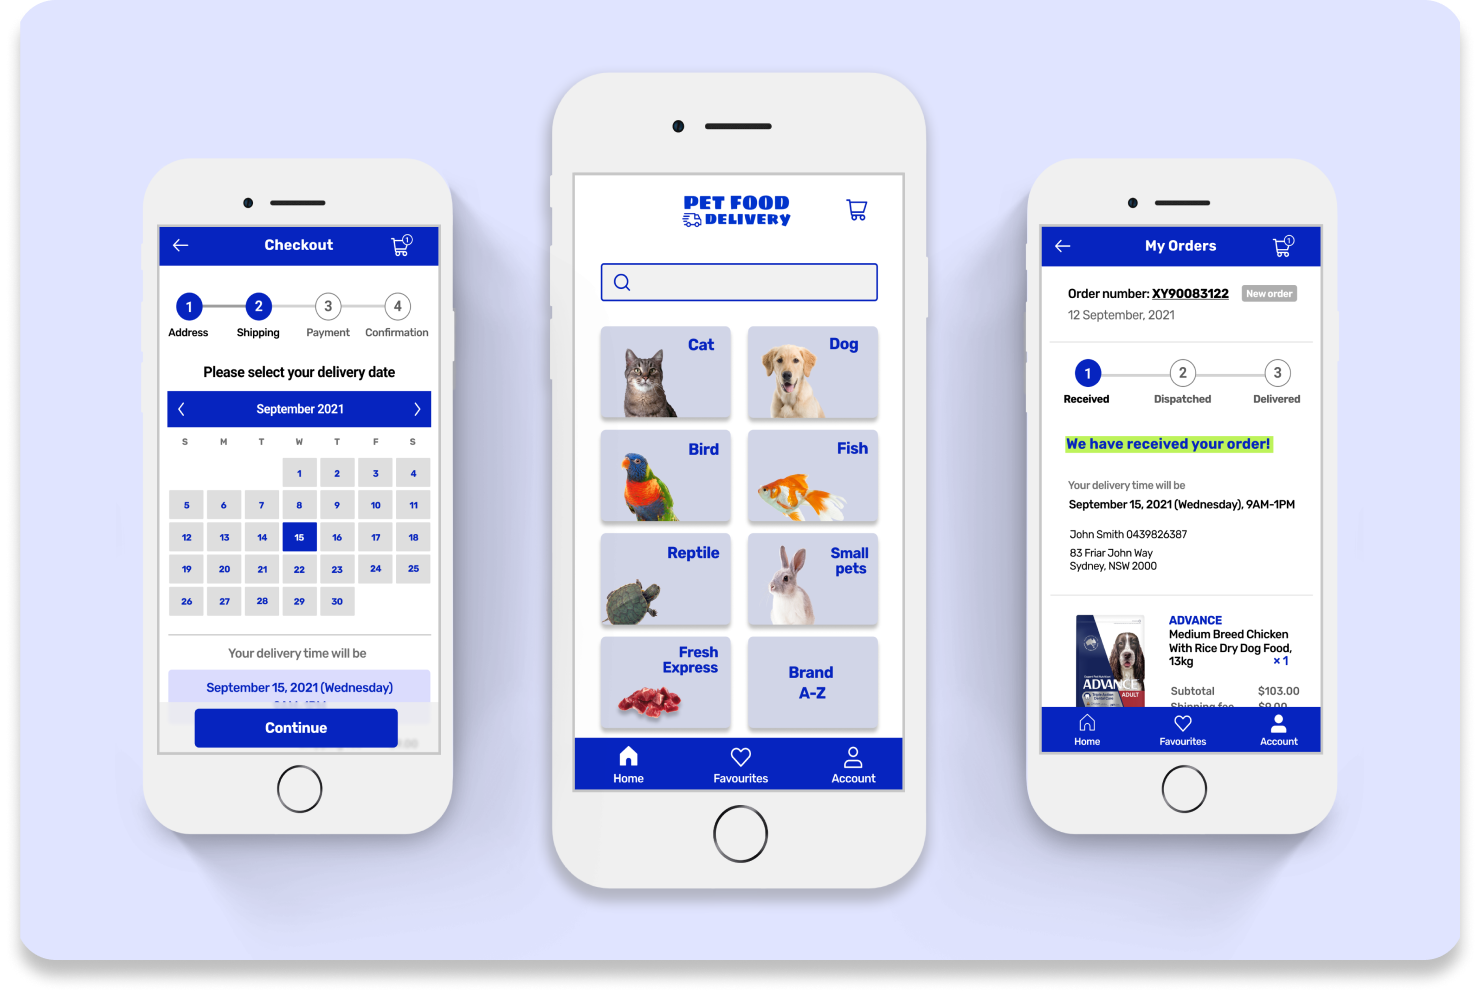 Checkout
1
1
2
3
4
Address
Shipping
Payment
Confirmation
Please select your delivery date
September 2021
S M T W T F S
1 2 3 4
5 6 7 8 9 10 11
12 13 14 15 16 17 18
19 20 21 22 23 24 25
26 27 28 29 30
Your delivery time will be
September 15, 2021 (Wednesday)
Continue
PET FOOD
DELIVERY
Cat
Dog
Bird
Fish
Reptile
Small
pets
Fresh
Express
Brand
A-Z
Home
Favourites
Account
My Orders
1
Order number: XY90083122
New order
12 September, 2021
1
2
3
Received
Dispatched
Delivered
We have received your order!
Your delivery time will be
September 15, 2021 (Wednesday), 9AM-1PM
John Smith 0439826387
83 Friar John Way
Sydney, NSW 2000
ADVANCE
ADULT
ADVANCE
Medium Breed Chicken
With Rice Dry Dog Food,
13kg
× 1
Subtotal $103.00
Shipping fee $9.00
Home
Favourites
Account